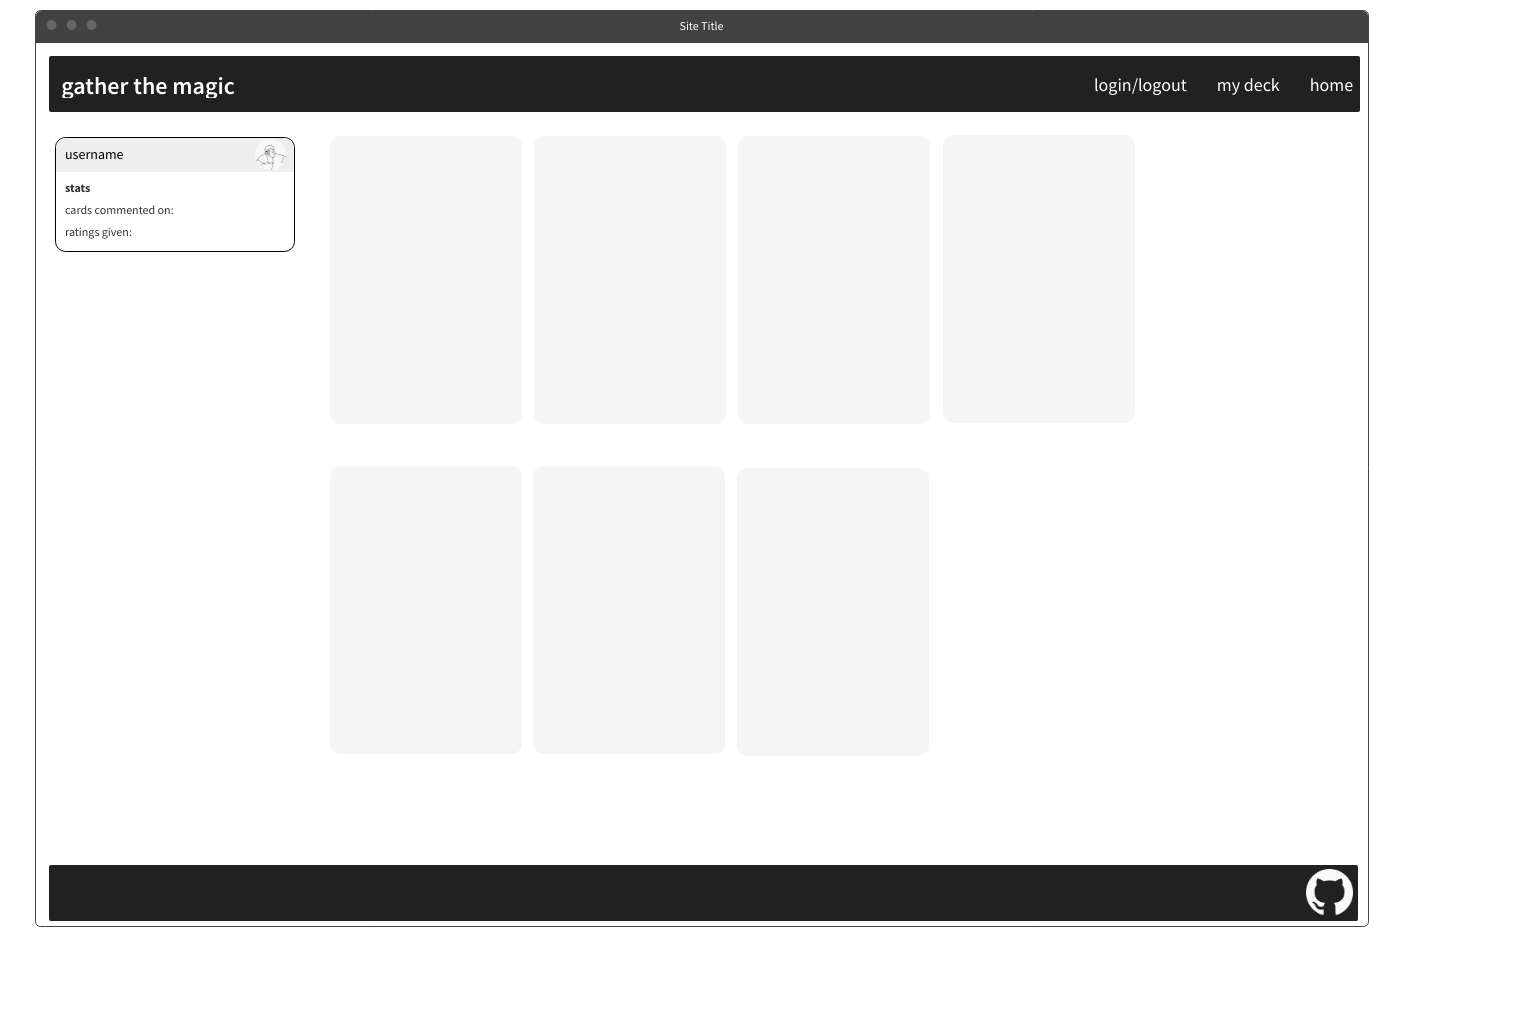 Site Title
gather the magic
login/logout
my deck
home
username
stats
cards commented on:
ratings given: